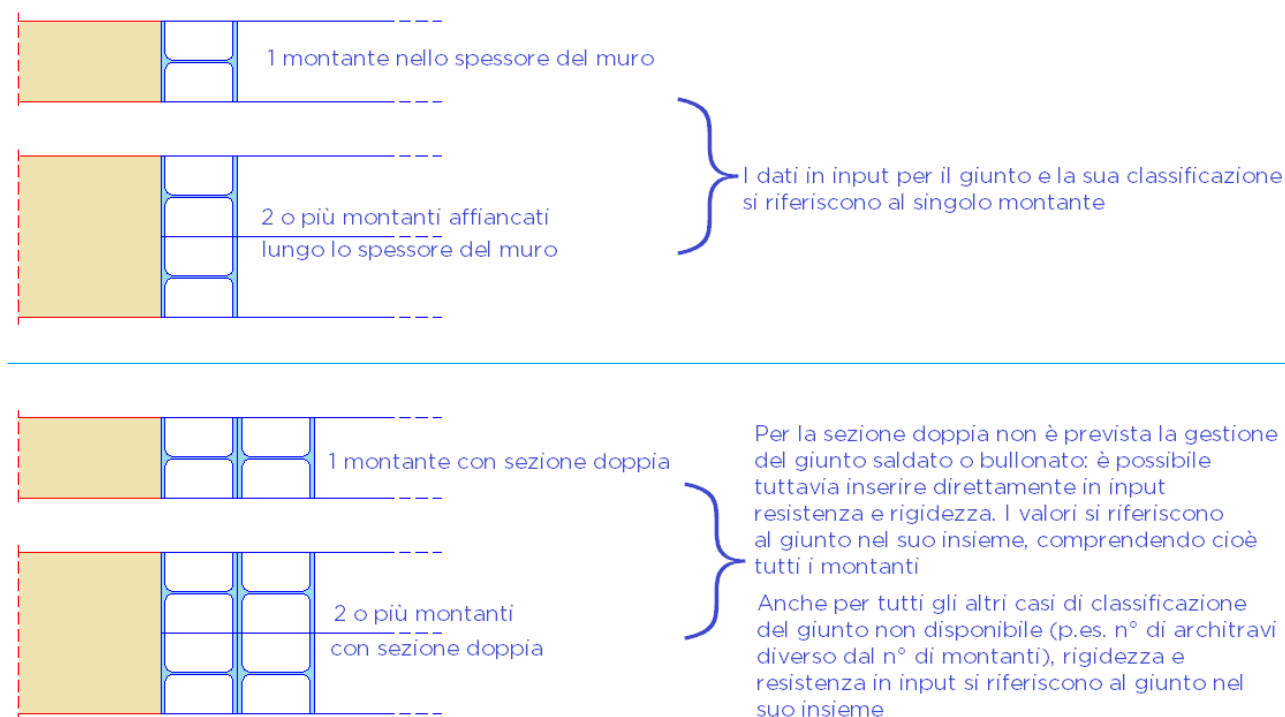 1 montante nello spessore del muro
2 o più montanti affiancati
lungo lo spessore del muro
I dati in input per il giunto e la sua classificazione
si riferiscono al singolo montante
1 montante con sezione doppia
2 o più montanti
con sezione doppia
Per la sezione doppia non è prevista la gestione
del giunto saldato o bullonato: è possibile
tuttavia inserire direttamente in input
resistenza e rigidezza. I valori si riferiscono
al giunto nel suo insieme, comprendendo cioè
tutti i montanti
Anche per tutti gli altri casi di classificazione
del giunto non disponibile (p.es. n° di architravi
diverso dal n° di montanti), rigidezza e
resistenza in input si riferiscono al giunto nel
suo insieme